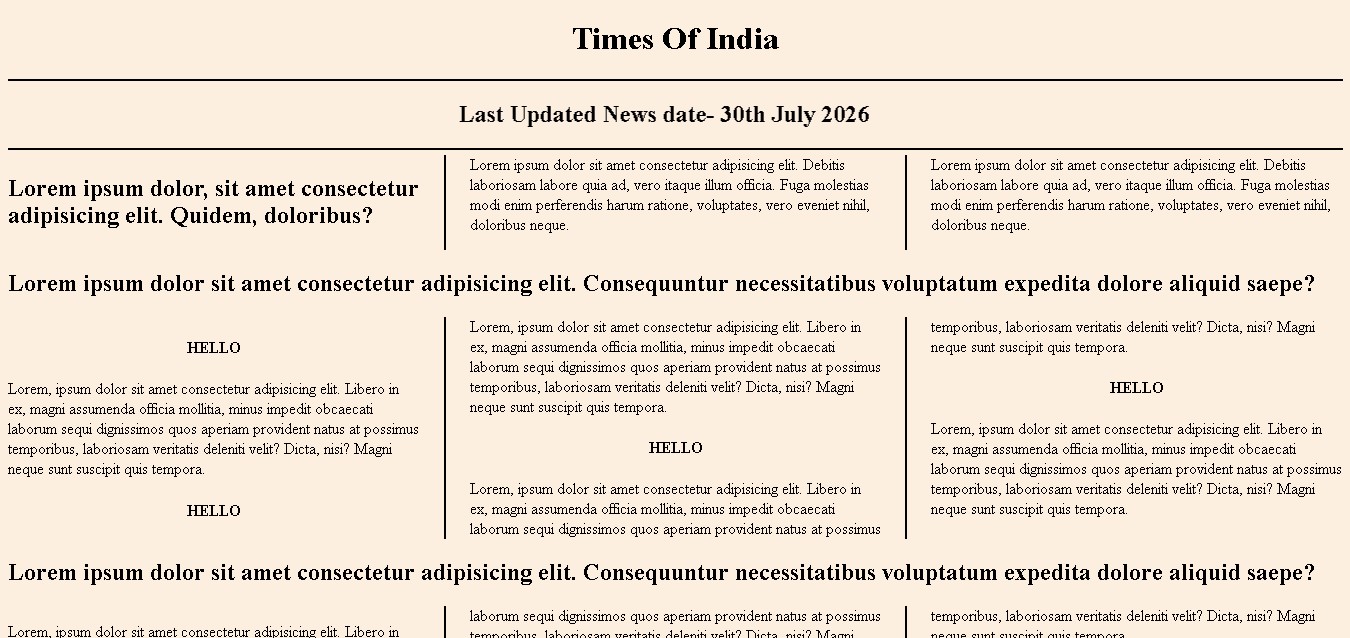 Times Of India
Last Updated News date- 30th July 2026
Lorem ipsum dolor, sit amet consectetur
adipisicing elit. Quidem, doloribus?
Lorem ipsum dolor sit amet consectetur adipisicing elit. Debitis
laboriosam labore quia ad, vero itaque illum officia. Fuga molestias
modi enim perferendis harum ratione, voluptates, vero eveniet nihil,
doloribus neque.
Lorem ipsum dolor sit amet consectetur adipisicing elit. Debitis
laboriosam labore quia ad, vero itaque illum officia. Fuga molestias
modi enim perferendis harum ratione, voluptates, vero eveniet nihil,
doloribus neque.
Lorem ipsum dolor sit amet consectetur adipisicing elit. Consequuntur necessitatibus voluptatum expedita dolore aliquid saepe?
HELLO
Lorem, ipsum dolor sit amet consectetur adipisicing elit. Libero in
ex, magni assumenda officia mollitia, minus impedit obcaecati
laborum sequi dignissimos quos aperiam provident natus at possimus
temporibus, laboriosam veritatis deleniti velit? Dicta, nisi? Magni
neque sunt suscipit quis tempora.
HELLO
Lorem, ipsum dolor sit amet consectetur adipisicing elit. Libero in
ex, magni assumenda officia mollitia, minus impedit obcaecati
laborum sequi dignissimos quos aperiam provident natus at possimus
temporibus, laboriosam veritatis deleniti velit? Dicta, nisi? Magni
neque sunt suscipit quis tempora.
HELLO
Lorem, ipsum dolor sit amet consectetur adipisicing elit. Libero in
ex, magni assumenda officia mollitia, minus impedit obcaecati
laborum sequi dignissimos quos aperiam provident natus at possimus
temporibus, laboriosam veritatis deleniti velit? Dicta, nisi? Magni
neque sunt suscipit quis tempora.
HELLO
Lorem, ipsum dolor sit amet consectetur adipisicing elit. Libero in
ex, magni assumenda officia mollitia, minus impedit obcaecati
laborum sequi dignissimos quos aperiam provident natus at possimus
temporibus, laboriosam veritatis deleniti velit? Dicta, nisi? Magni
neque sunt suscipit quis tempora.
Lorem ipsum dolor sit amet consectetur adipisicing elit. Consequuntur necessitatibus voluptatum expedita dolore aliquid saepe?
Lorem, ipsum dolor sit amet consectetur adipisicing elit. Libero in
laborum sequi dignissimos quos aperiam provident natus at possimus
temporibus, laboriosam veritatis deleniti velit? Dicta, nisi? Magni
temporibus, laboriosam veritatis deleniti velit? Dicta, nisi? Magni
neque sunt suscipit quis tempora.